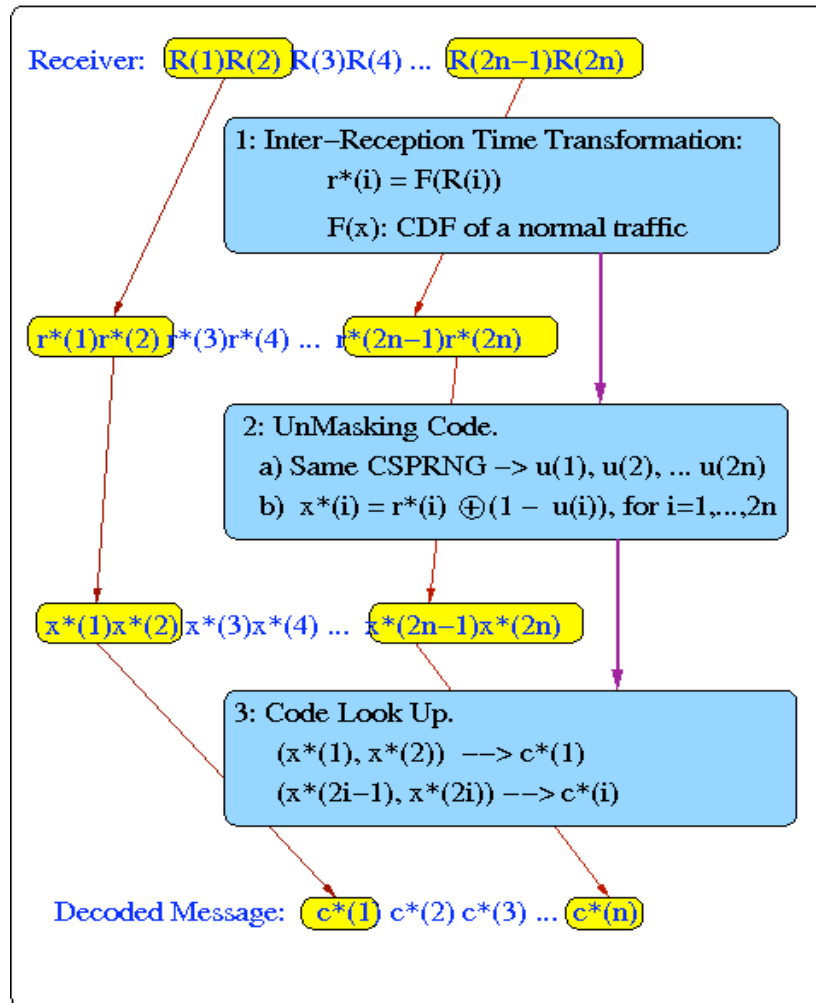 Receiver: R(1)R(2) R(3)R(4) ... R(2n−1)R(2n)
1: Inter−Reception Time Transformation:
r*(i) = F(R(i))
F(x): CDF of a normal traffic
r*(1)r*(2) r*(3)r*(4) ... r*(2n−1)r*(2n)
2: UnMasking Code.
a) Same CSPRNG −> u(1), u(2), ... u(2n)
b) x*(i) = r*(i) ⊕(1 − u(i)), for i=1,...,2n
x*(1)x*(2) x*(3)x*(4) ... x*(2n−1)x*(2n)
3: Code Look Up.
(x*(1), x*(2)) −−> c*(1)
(x*(2i−1), x*(2i)) −−> c*(i)
Decoded Message: c*(1) c*(2) c*(3) ... c*(n)